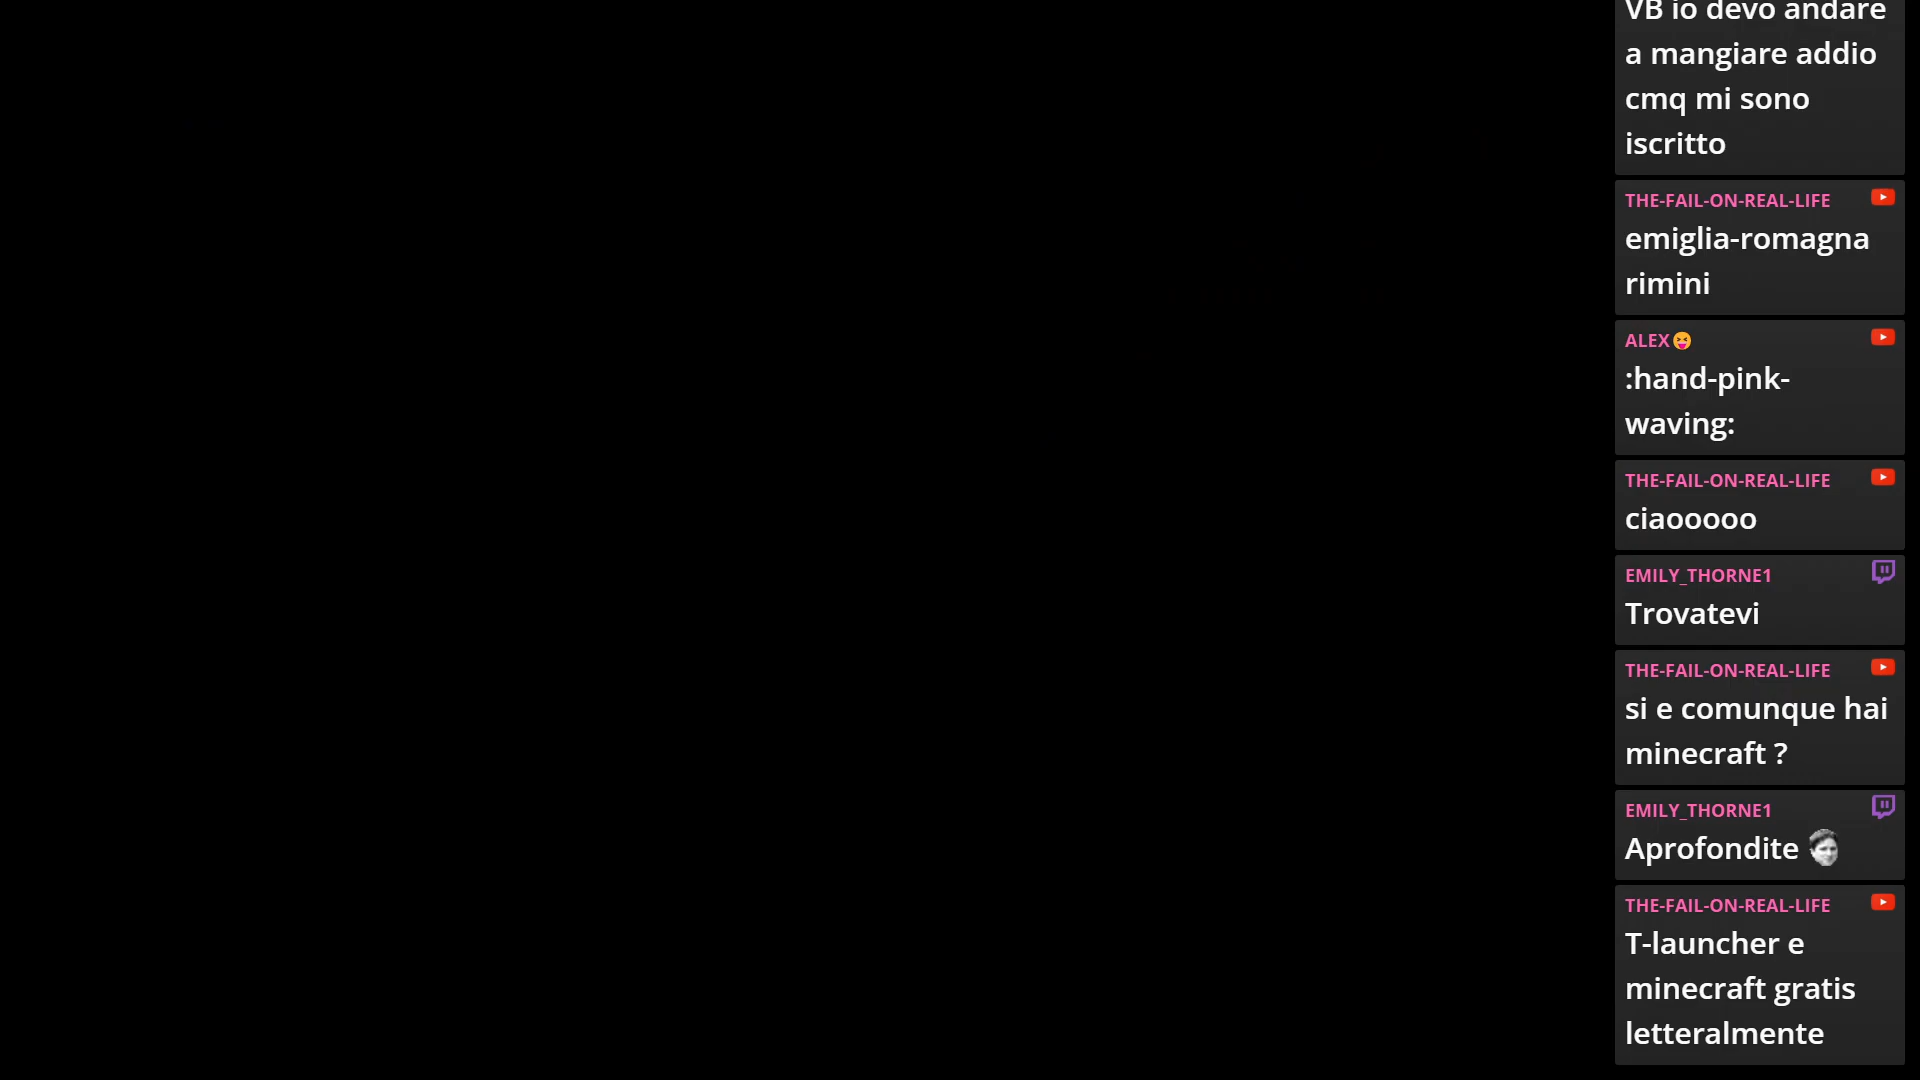 VB io devo andare
a mangiare addio
cmq mi sono
iscritto
THE-FAIL-ON-REAL-LIFE
emiglia-romagna
rimini
ALEX😝
:hand-pink-
waving:
THE-FAIL-ON-REAL-LIFE
ciaooooo
EMILY_THORNE1
Trovatevi
THE-FAIL-ON-REAL-LIFE
si e comunque hai
minecraft ?
EMILY_THORNE1
Aprofondite
THE-FAIL-ON-REAL-LIFE
T-launcher e
minecraft gratis
letteralmente